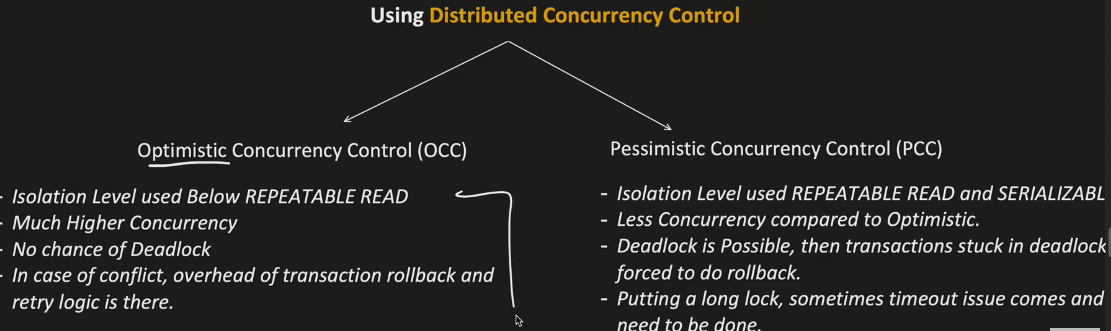 Using Distributed Concurrency Control
Optimistic Concurrency Control (OCC)
- Isolation Level used Below REPEATABLE READ
- Much Higher Concurrency
- No chance of Deadlock
- In case of conflict, overhead of transaction rollback and
retry logic is there.
Pessimistic Concurrency Control (PCC)
- Isolation Level used REPEATABLE READ and SERIALIZABL
- Less Concurrency compared to Optimistic.
- Deadlock is Possible, then transactions stuck in deadlock
forced to do rollback.
- Putting a long lock, sometimes timeout issue comes and
need to be done.